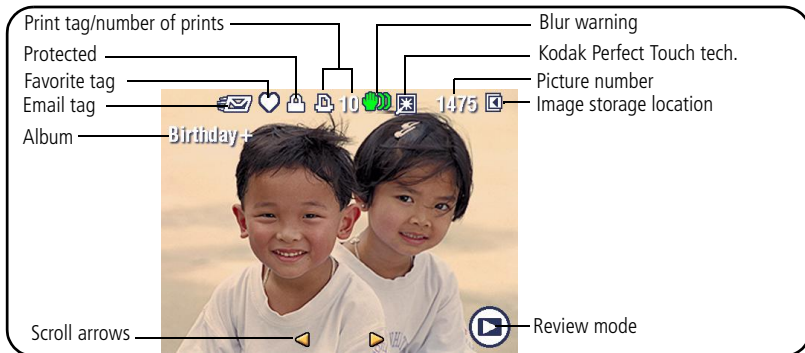 Print tag/number of prints
Protected
Favorite tag
Email tag
Album
Scroll arrows
10
1475
Birthday+
Blur warning
Kodak Perfect Touch tech.
Picture number
Image storage location
Review mode